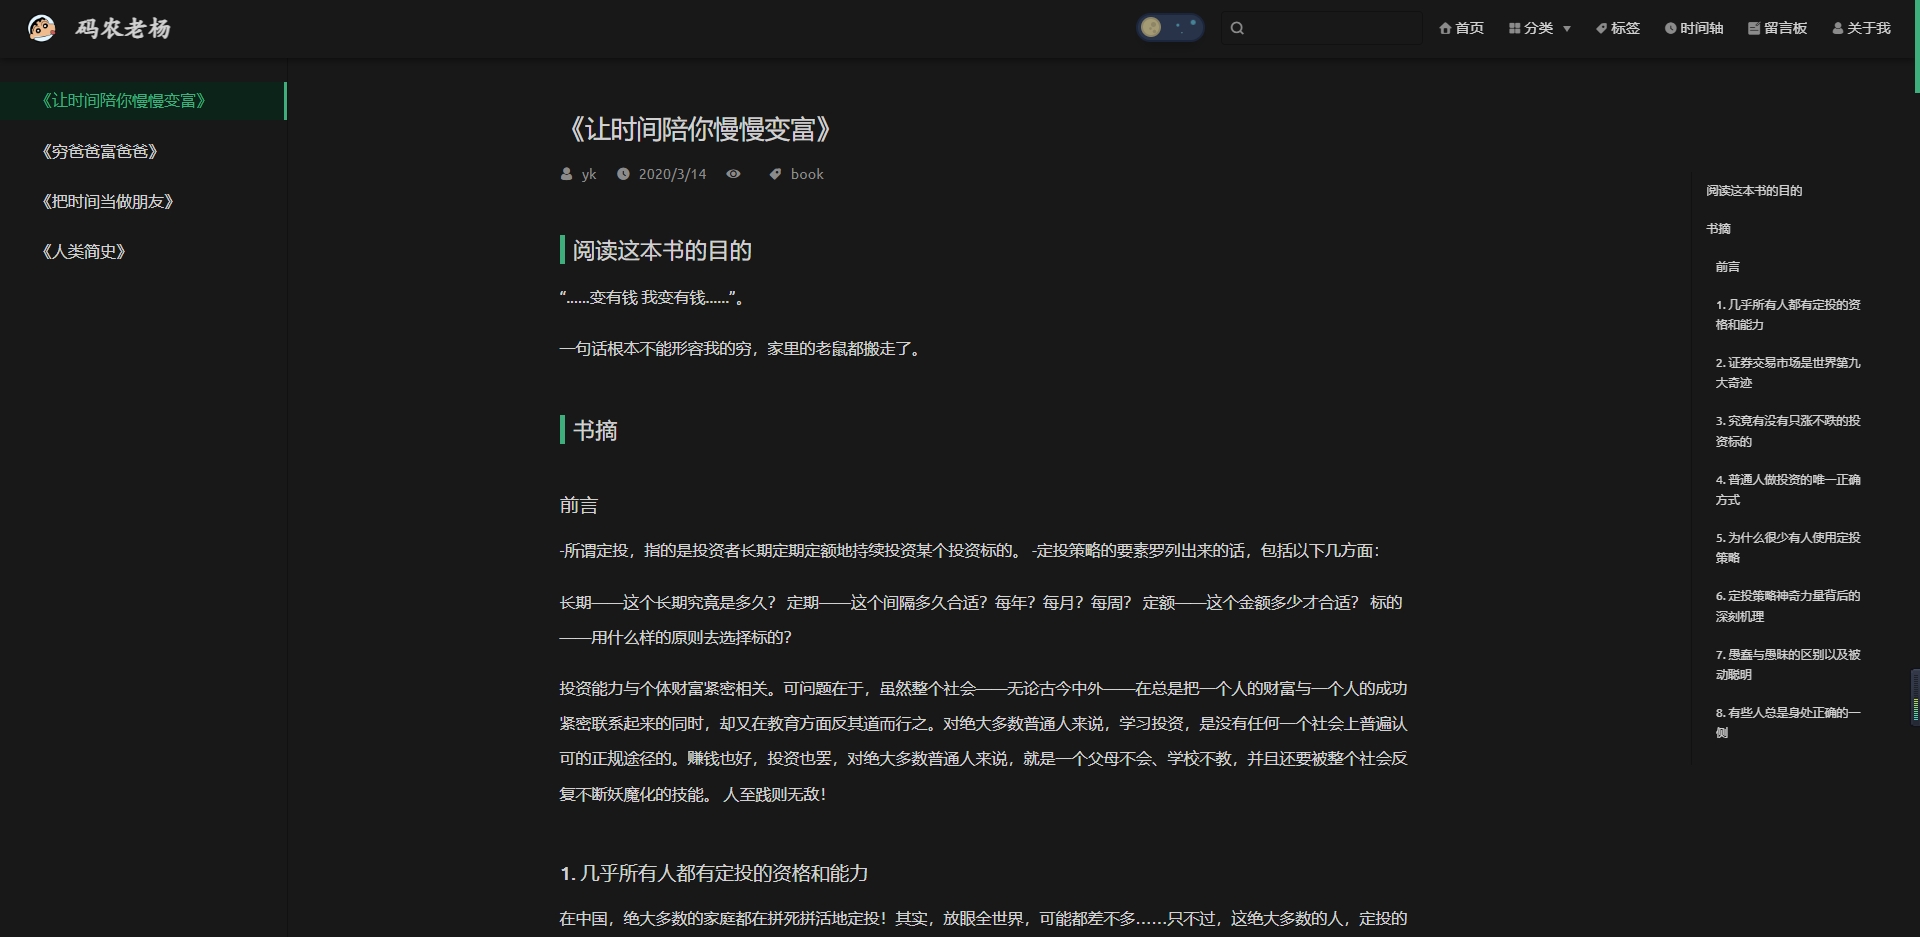 码农老杨
首页
分类
标签
时间轴
留言板
关于我
《让时间陪你慢慢变富》
《穷爸爸富爸爸》
《把时间当做朋友》
《人类简史》
《让时间陪你慢慢变富》
yk 2020/3/14 book
阅读这本书的目的
“......变有钱 我变有钱......”。
一句话根本不能形容我的穷，家里的老鼠都搬走了。
书摘
前言
-所谓定投，指的是投资者长期定期定额地持续投资某个投资标的。 -定投策略的要素罗列出来的话，包括以下几方面：
长期——这个长期究竟是多久？ 定期——这个间隔多久合适？每年？每月？每周？ 定额——这个金额多少才合适？ 标的
——用什么样的原则去选择标的？
投资能力与个体财富紧密相关。可问题在于，虽然整个社会——无论古今中外——在总是把一个人的财富与一个人的成功
紧密联系起来的同时，却又在教育方面反其道而行之。对绝大多数普通人来说，学习投资，是没有任何一个社会上普遍认
可的正规途径的。赚钱也好，投资也罢，对绝大多数普通人来说，就是一个父母不会、学校不教，并且还要被整个社会反
复不断妖魔化的技能。 人至践则无敌！
1. 几乎所有人都有定投的资格和能力
在中国，绝大多数的家庭都在拼死拼活地定投！其实，放眼全世界，可能都差不多……只不过，这绝大多数的人，定投的
阅读这本书的目的
书摘
前言
1. 几乎所有人都有定投的资
格和能力
2. 证券交易市场是世界第九
大奇迹
3. 究竟有没有只涨不跌的投
资标的
4. 普通人做投资的唯一正确
方式
5. 为什么很少有人使用定投
策略
6. 定投策略神奇力量背后的
深刻机理
7. 愚蠢与愚昧的区别以及被
动聪明
8. 有些人总是身处正确的一
侧